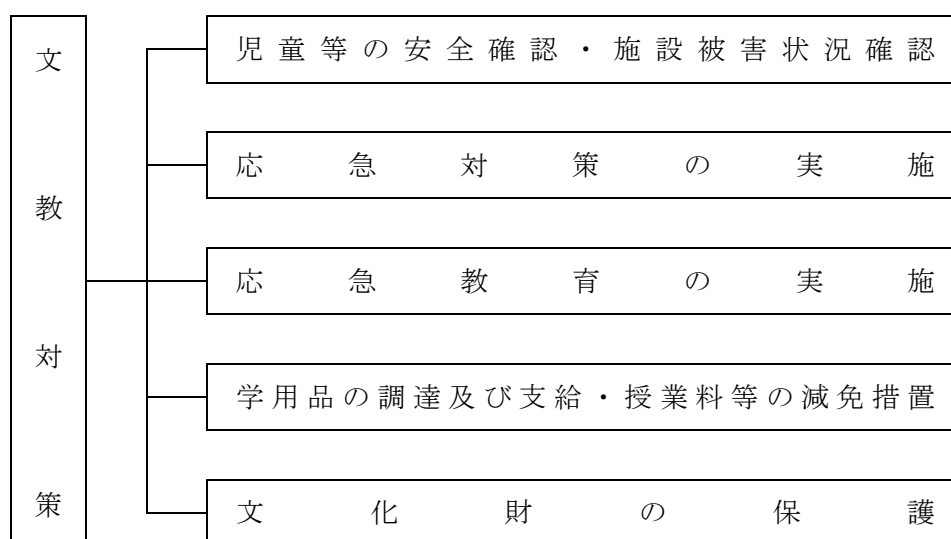 文教対策
児童等の安全確認・施設被害状況確認
応急対策の実施
応急教育の実施
学用品の調達及び支給・授業料等の減免措置
文化財の保護